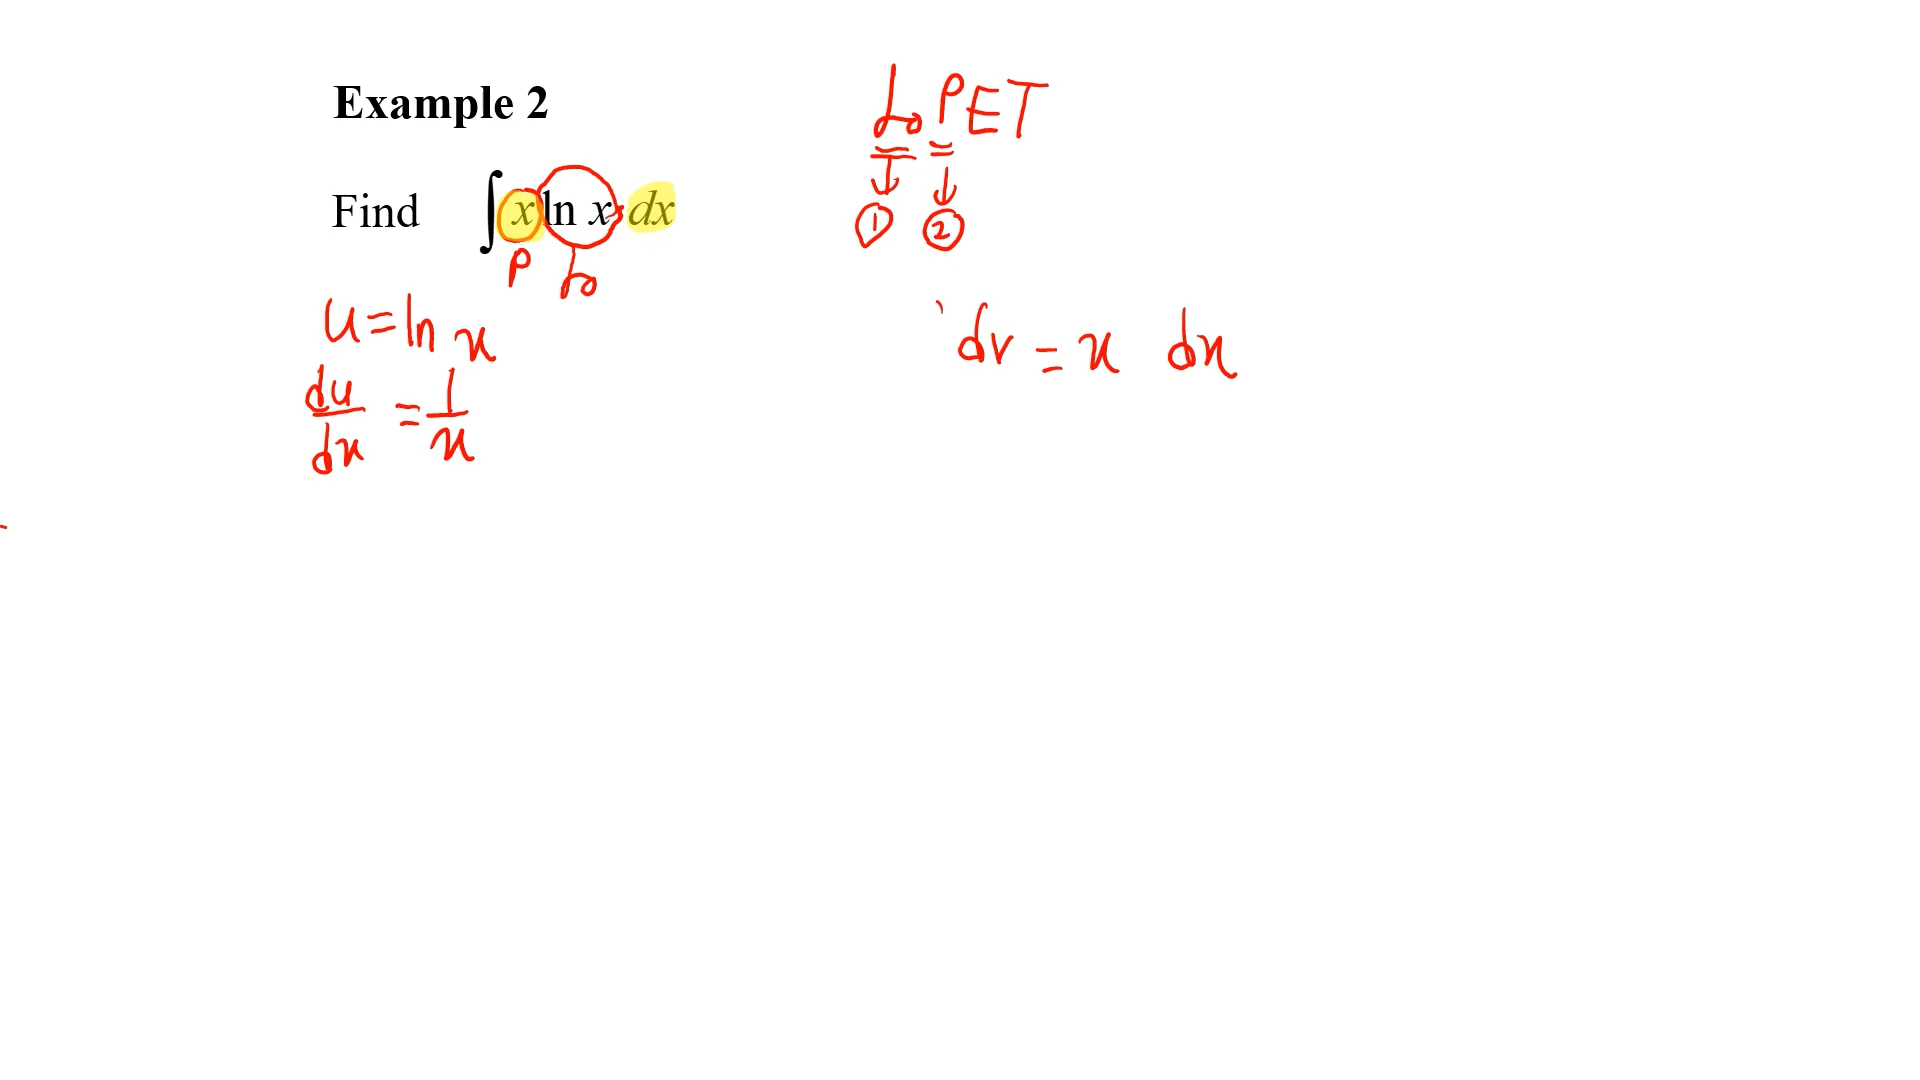 Example 2
LoPET
① ②
Find ∫ x ln x dx
P Lo
u = ln x
dv = x dx
du/dx = 1/x